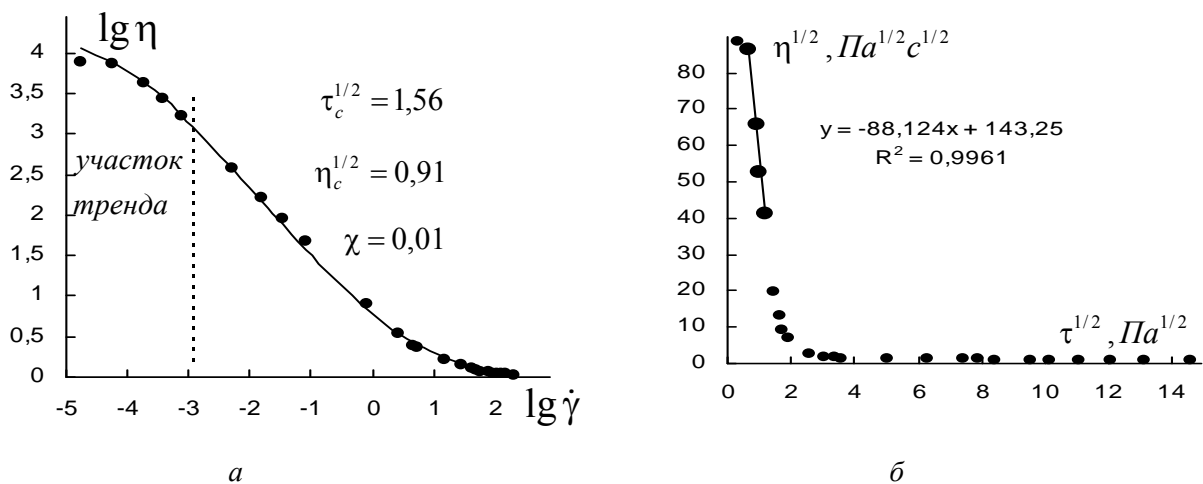 lg η
4
3,5
3
2,5
2
1,5
1
0,5
0
-5 -4 -3 -2 -1 0 1 2
lg γ̇
τ_c^{1/2} = 1,56
η_c^{1/2} = 0,91
χ = 0,01
участок
тренда
а
η^{1/2}, Па^{1/2}с^{1/2}
80
70
60
50
40
30
20
10
0
0 2 4 6 8 10 12 14
y = -88,124x + 143,25
R² = 0,9961
τ^{1/2}, Па^{1/2}
б